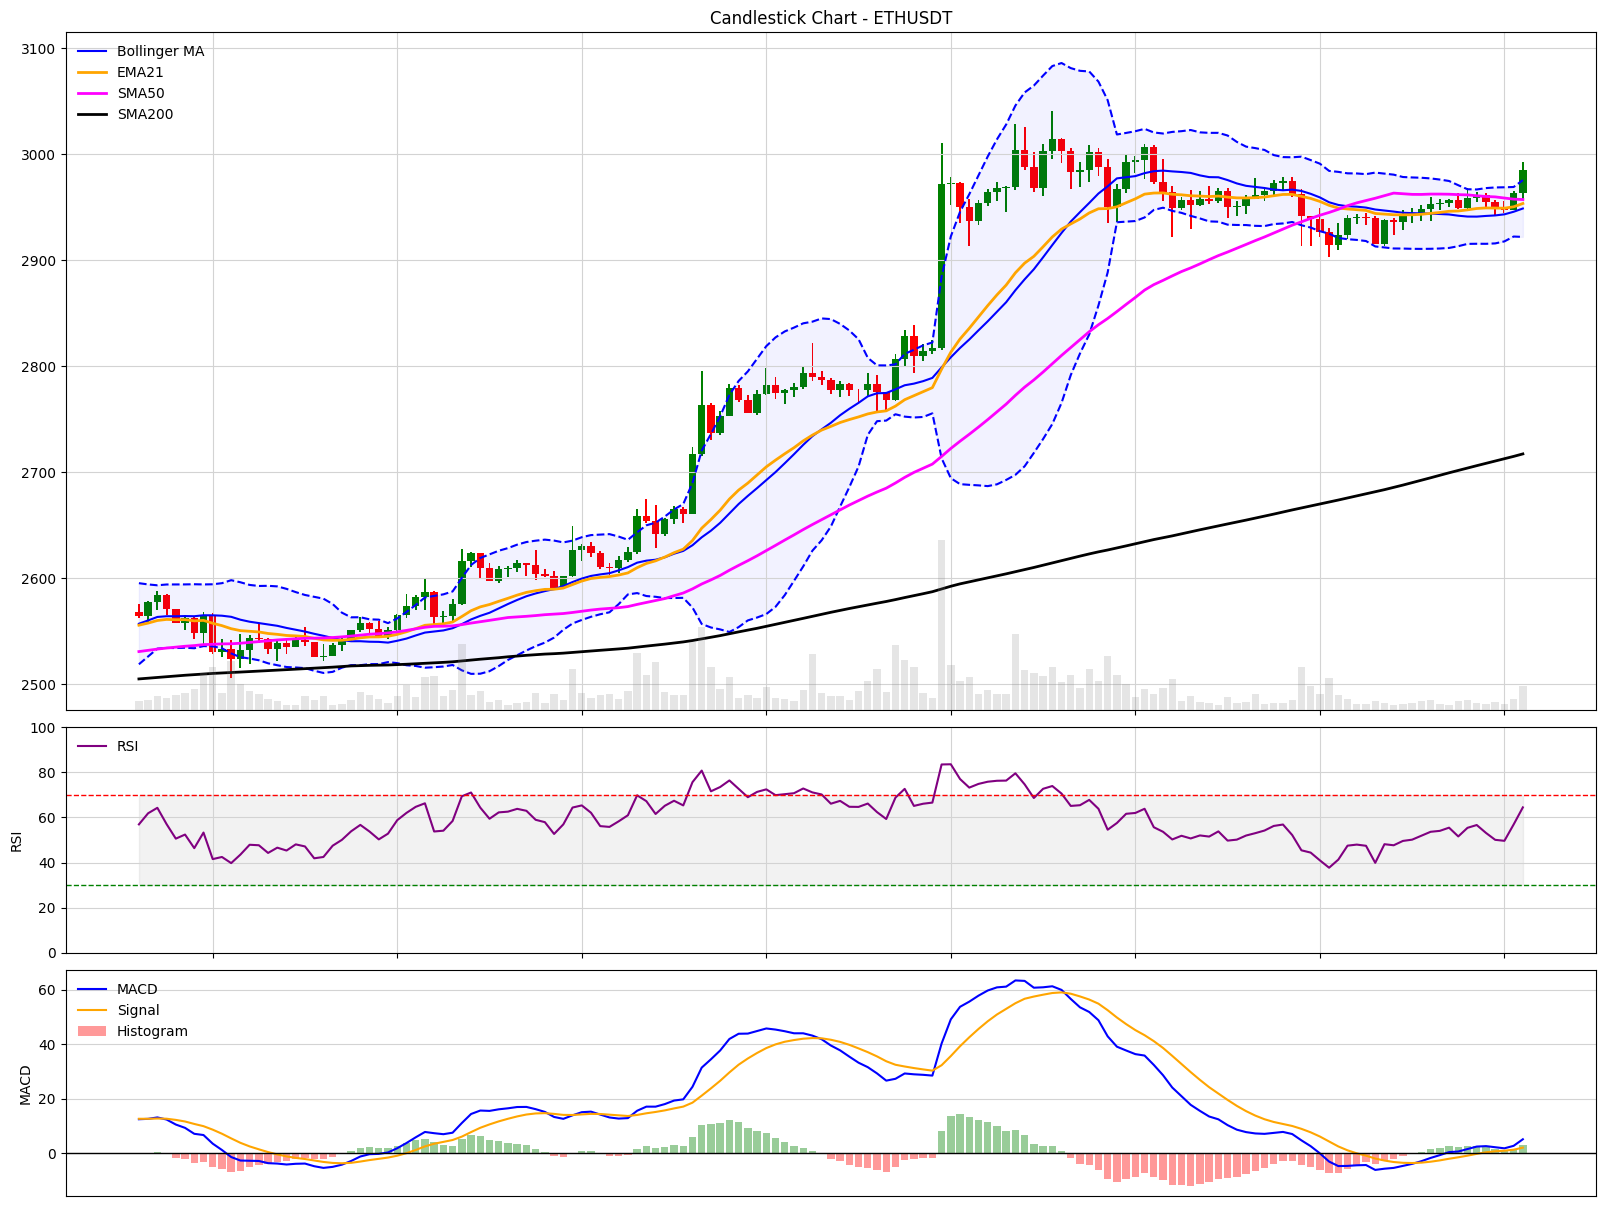 Candlestick Chart - ETHUSDT
Bollinger MA
EMA21
SMA50
SMA200
3100
3000
2900
2800
2700
2600
2500
RSI
RSI
100
80
60
40
20
0
MACD
Signal
Histogram
MACD
60
40
20
0